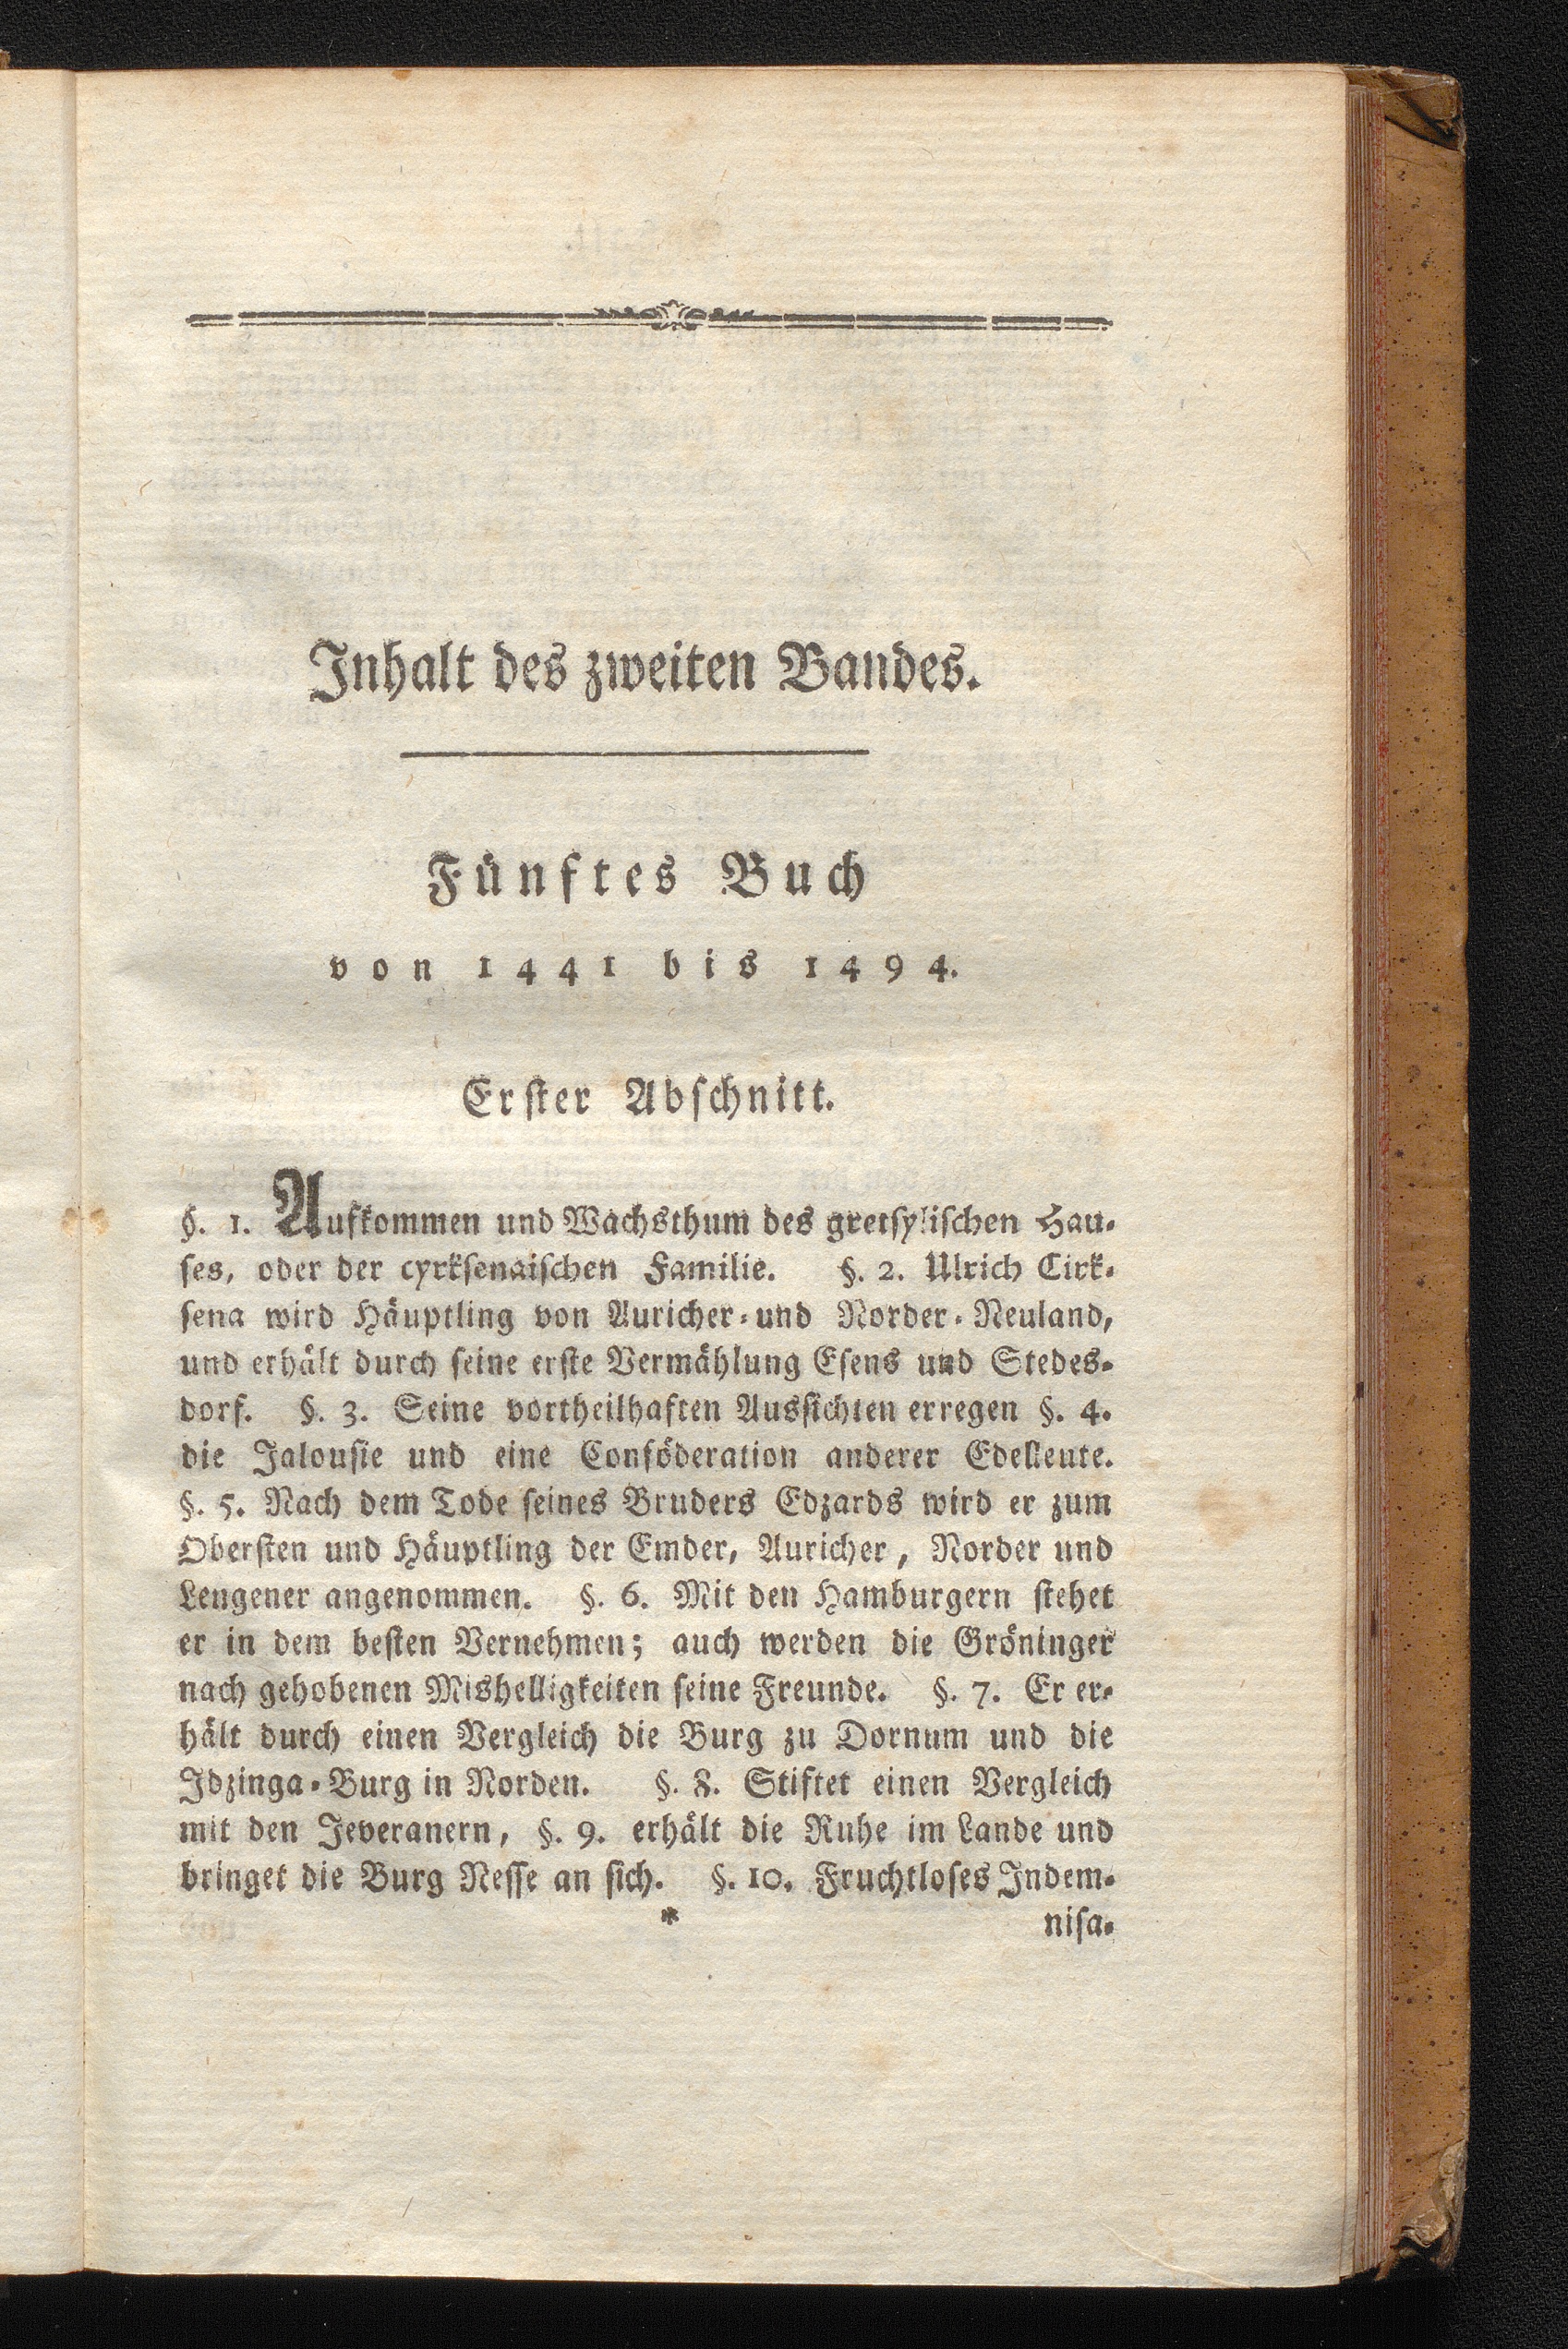 Inhalt des zweiten Bandes.
Fünftes Buch
von 1441 bis 1494.
Erster Abschnitt.
§. 1. Aufkommen und Wachsthum des gretsylischen Hau-
ses, oder der cyrksenaischen Familie. §. 2. Ulrich Cirk-
sena wird Häuptling von Auricher- und Norder-Neuland,
und erhält durch seine erste Vermählung Esens und Stedes-
dorf. §. 3. Seine vortheilhaften Aussichten erregen §. 4.
die Jalousie und eine Conföderation anderer Edelleute.
§. 5. Nach dem Tode seines Bruders Edzards wird er zum
Obersten und Häuptling der Emder, Auricher, Norder und
Lengener angenommen. §. 6. Mit den Hamburgern stehet
er in dem besten Vernehmen; auch werden die Gröninger
nach gehobenen Mishelligkeiten seine Freunde. §. 7. Er er-
hält durch einen Vergleich die Burg zu Dornum und die
Idzinga-Burg in Norden. §. 8. Stiftet einen Vergleich
mit den Jeveranern, §. 9. erhält die Ruhe im Lande und
bringet die Burg Nesse an sich. §. 10. Fruchtloses Indem-
* nisa-